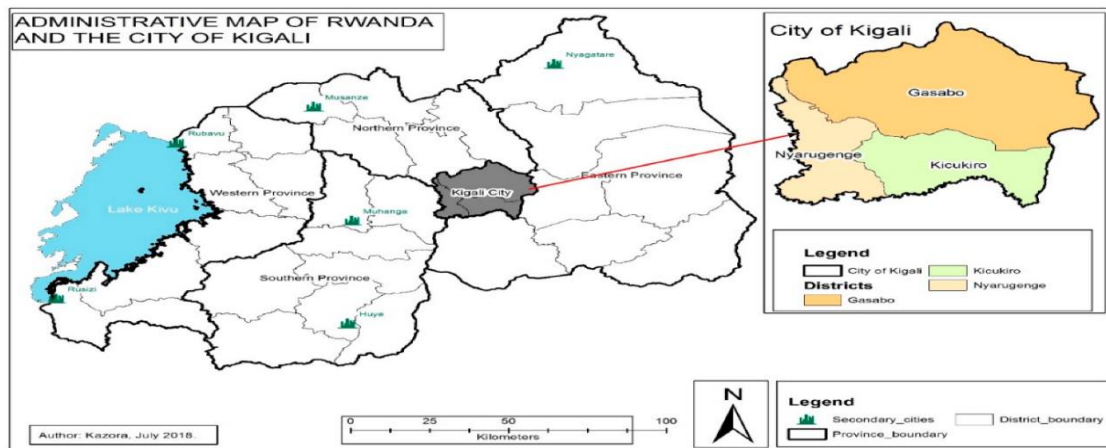 ADMINISTRATIVE MAP OF RWANDA
AND THE CITY OF KIGALI
Nyagatare
Musanze
Rubavu
Northern Province
Lake Kivu
Western Province
Kigali City
Eastern Province
Muhanga
Southern Province
Rusizi
Huye
City of Kigali
Gasabo
Nyarugenge
Kicukiro
Legend
City of Kigali
Kicukiro
Districts
Nyarugenge
Gasabo
Author: Kazora, July 2018.
0 25 50 100
Kilometers
N
Legend
Secondary_cities
District_boundary
Province_boundary